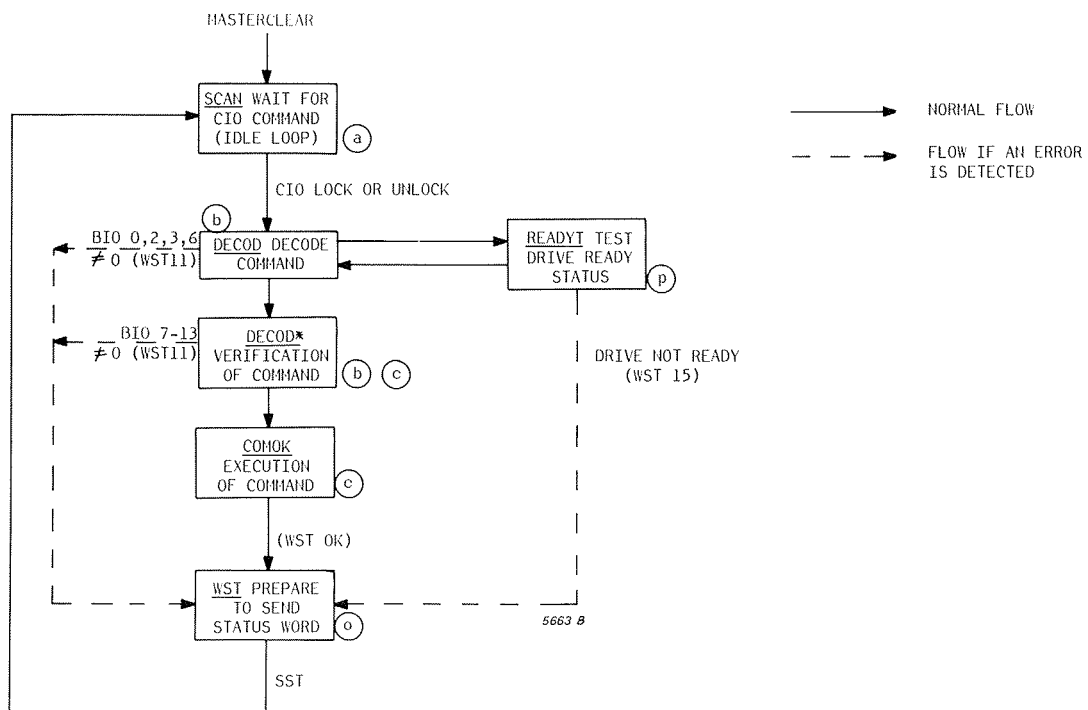 MASTERCLEAR
SCAN WAIT FOR
CIO COMMAND
(IDLE LOOP)
a
NORMAL FLOW
FLOW IF AN ERROR
IS DETECTED
CIO LOCK OR UNLOCK
b
BIO 0,2,3,6
≠0 (WST11)
DECOD DECODE
COMMAND
READYT TEST
DRIVE READY
STATUS
p
BIO 7-13
≠0 (WST11)
DECOD*
VERIFICATION
OF COMMAND
b c
DRIVE NOT READY
(WST 15)
COMOK
EXECUTION
OF COMMAND
c
(WST OK)
WST PREPARE
TO SEND
STATUS WORD
o
5663 B
SST